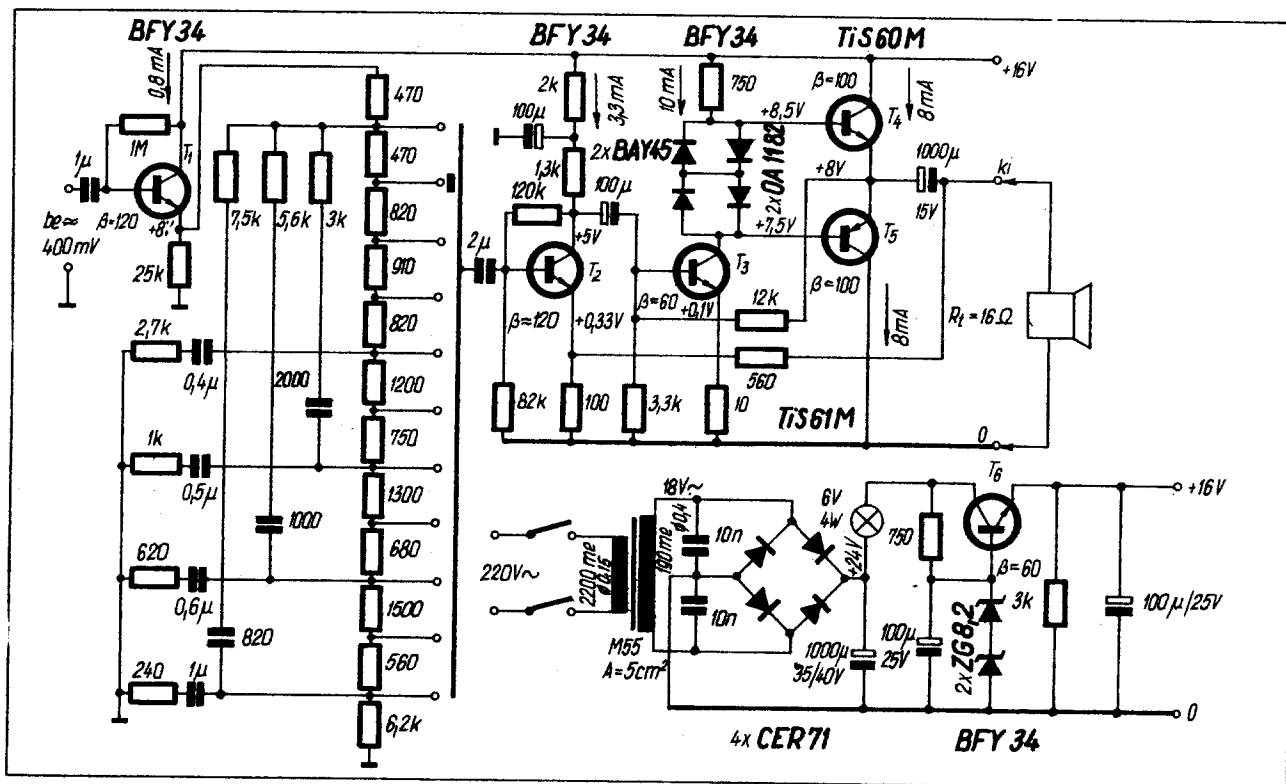 BFY34
BFY34
BFY34
TiS60M
0,8mA
470
2k
3,3mA
10mA
750
β=100
+16V
8mA
1M
T1
1μ
100μ
+8,5V
T4
2xBAY45
1000μ
470
1,3k
2xOA1182
+8V
ki
120k
100μ
15V
7,5k
5,6k
3k
820
be≈
400mV
β=120
+8V
+5V
+7,5V
T5
25k
910
2μ
T2
T3
β=100
820
β=120
+0,33V
β=60
+0,1V
12k
8mA
Rt=16Ω
2,7k
0,4μ
2000
1200
560
82k
100
3,3k
10
TiS61M
0
750
1k
0,5μ
1300
1000
680
620
0,6μ
1500
820
560
240
1μ
6,2k
18V~
ø0,4
190me
220V~
2200me
ø0,15
10n
10n
M55
A=5cm²
6V
4W
+24V
T6
+16V
750
β=60
3k
100μ
25V
100μ/25V
1000μ
35/40V
2xZG8,2
0
4xCER71
BFY34